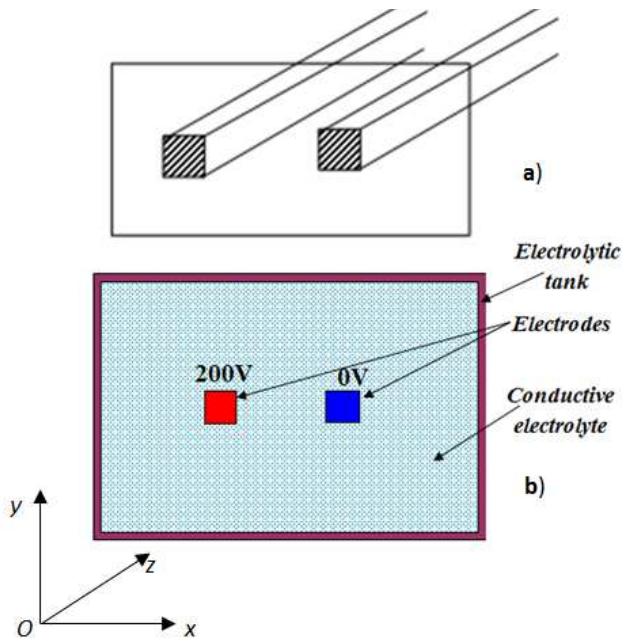 a)
Electrolytic
tank
Electrodes
200V
0V
Conductive
electrolyte
b)
y
z
O
x